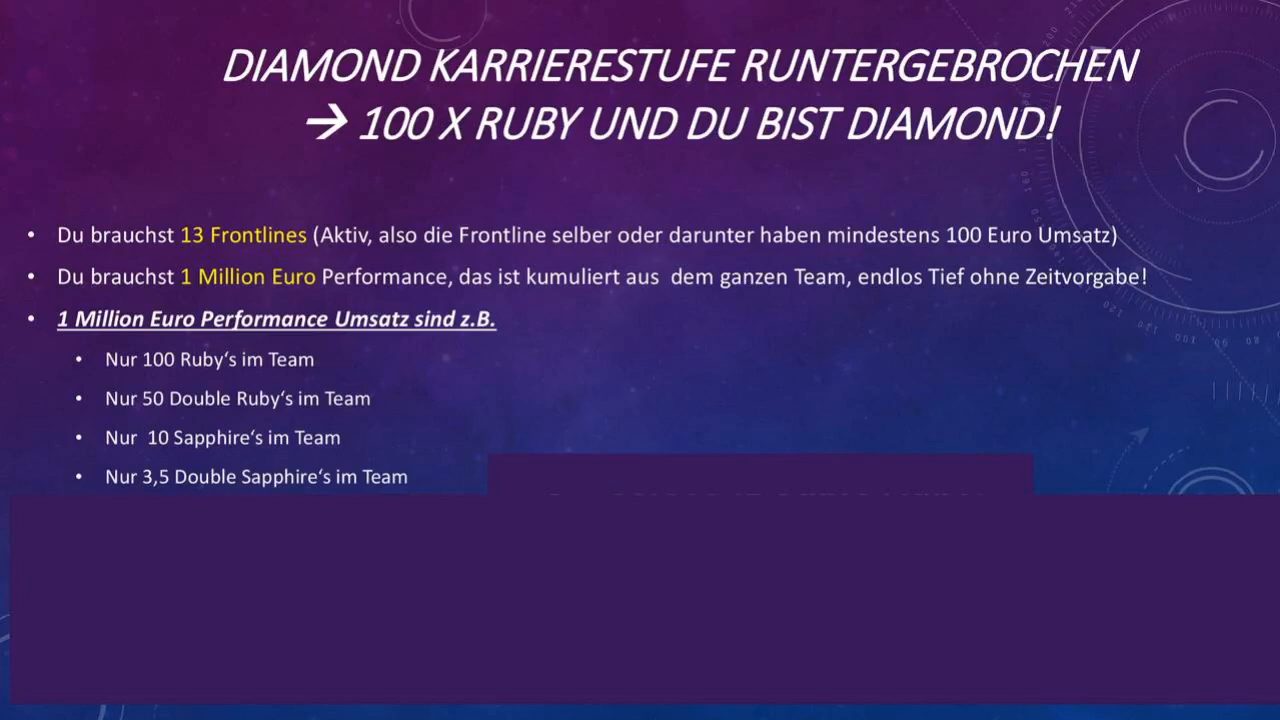 DIAMOND KARRIERESTUFE RUNTERGEBROCHEN
→ 100 X RUBY UND DU BIST DIAMOND!
• Du brauchst 13 Frontlines (Aktiv, also die Frontline selber oder darunter haben mindestens 100 Euro Umsatz)
• Du brauchst 1 Million Euro Performance, das ist kumuliert aus  dem ganzen Team, endlos Tief ohne Zeitvorgabe!
• 1 Million Euro Performance Umsatz sind z.B.
• Nur 100 Ruby‘s im Team
• Nur 50 Double Ruby‘s im Team
• Nur  10 Sapphire‘s im Team
• Nur 3,5 Double Sapphire‘s im Team